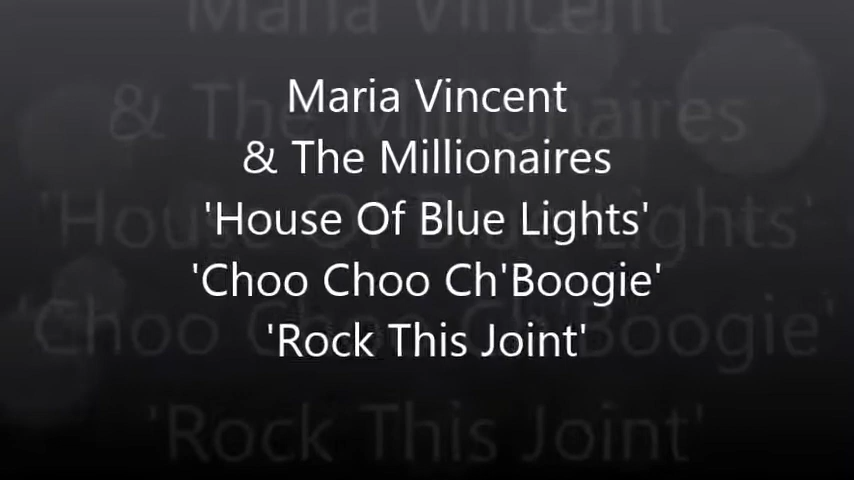 Maria Vincent
& The Millionaires
'House Of Blue Lights'
'Choo Choo Ch'Boogie'
'Rock This Joint'